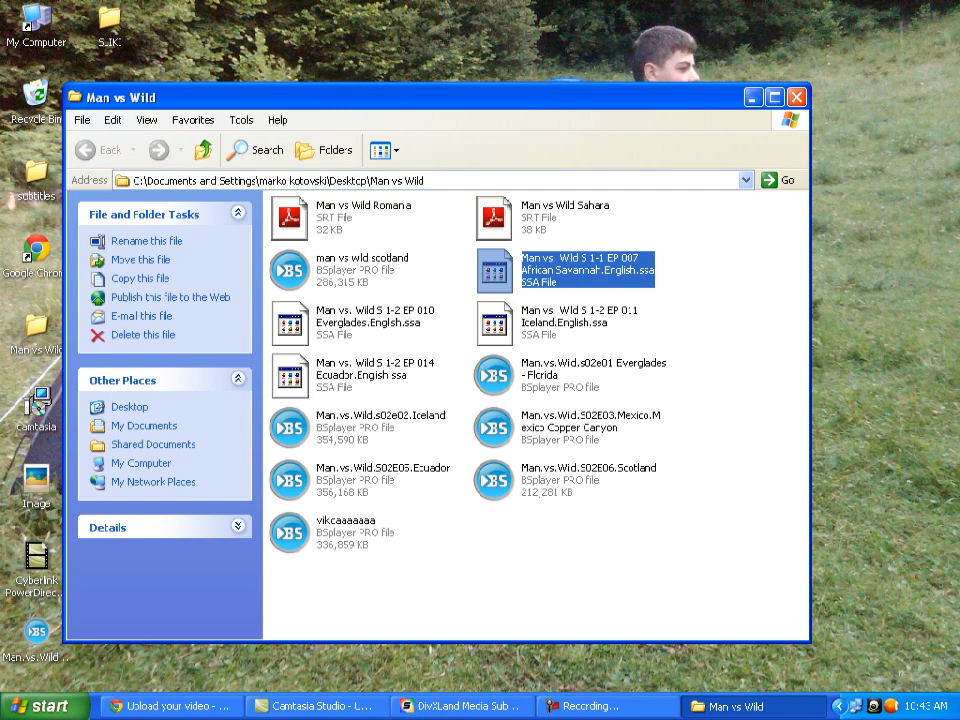 My Computer
SLIKI
Recycle Bin
subtitles
Google Chrom
Man vs Wild
camtasia
Image
CyberLink
PowerDirec...
Man.vs.Wild...
Man vs Wild
File Edit View Favorites Tools Help
Back Search Folders
Address C:\Documents and Settings\marko kotovski\Desktop\Man vs Wild Go
File and Folder Tasks
Rename this file
Move this file
Copy this file
Publish this file to the Web
E-mail this file
Delete this file
Other Places
Desktop
My Documents
Shared Documents
My Computer
My Network Places
Details
Man vs Wild Romania
SRT File
32 KB
Man vs Wild Sahara
SRT File
38 KB
man vs wild scotland
BSplayer PRO file
286,315 KB
Man vs. Wild S 1-1 EP 007
African Savannah.English.ssa
SSA File
Man vs. Wild S 1-2 EP 010
Everglades.English.ssa
SSA File
Man vs. Wild S 1-2 EP 011
Iceland.English.ssa
SSA File
Man vs. Wild S 1-2 EP 014
Ecuador.English.ssa
SSA File
Man.vs.Wild.s02e01 Everglades
- Florida
BSplayer PRO file
Man.vs.Wild.s02e02.Iceland
BSplayer PRO file
354,590 KB
Man.vs.Wild.S02E03.Mexico.M
exico Copper Canyon
BSplayer PRO file
Man.vs.Wild.S02E05.Ecuador
BSplayer PRO file
356,168 KB
Man.vs.Wild.S02E06.Scotland
BSplayer PRO file
212,281 KB
vikcaaaaaaa
BSplayer PRO file
336,859 KB
start
Upload your video - ...
Camtasia Studio - U...
DivXLand Media Sub...
Recording...
Man vs Wild
10:43 AM